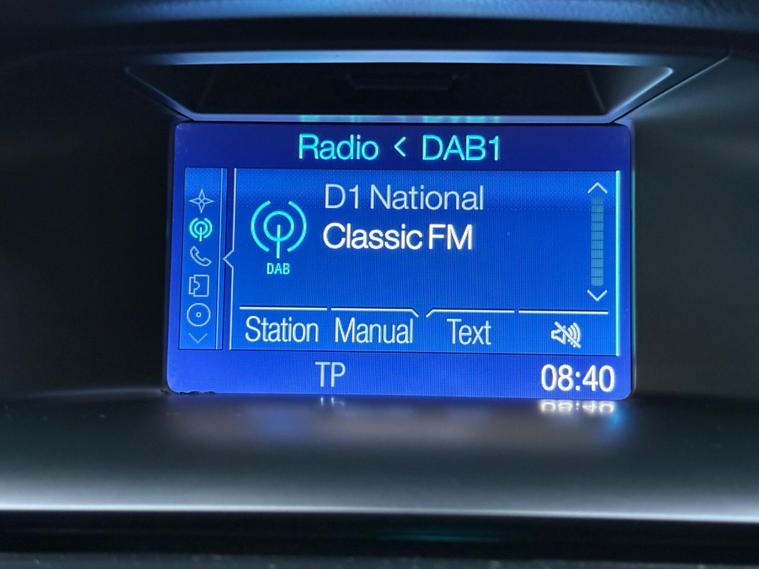 Radio < DAB1
D1 National
Classic FM
DAB
Station Manual Text
TP 08:40